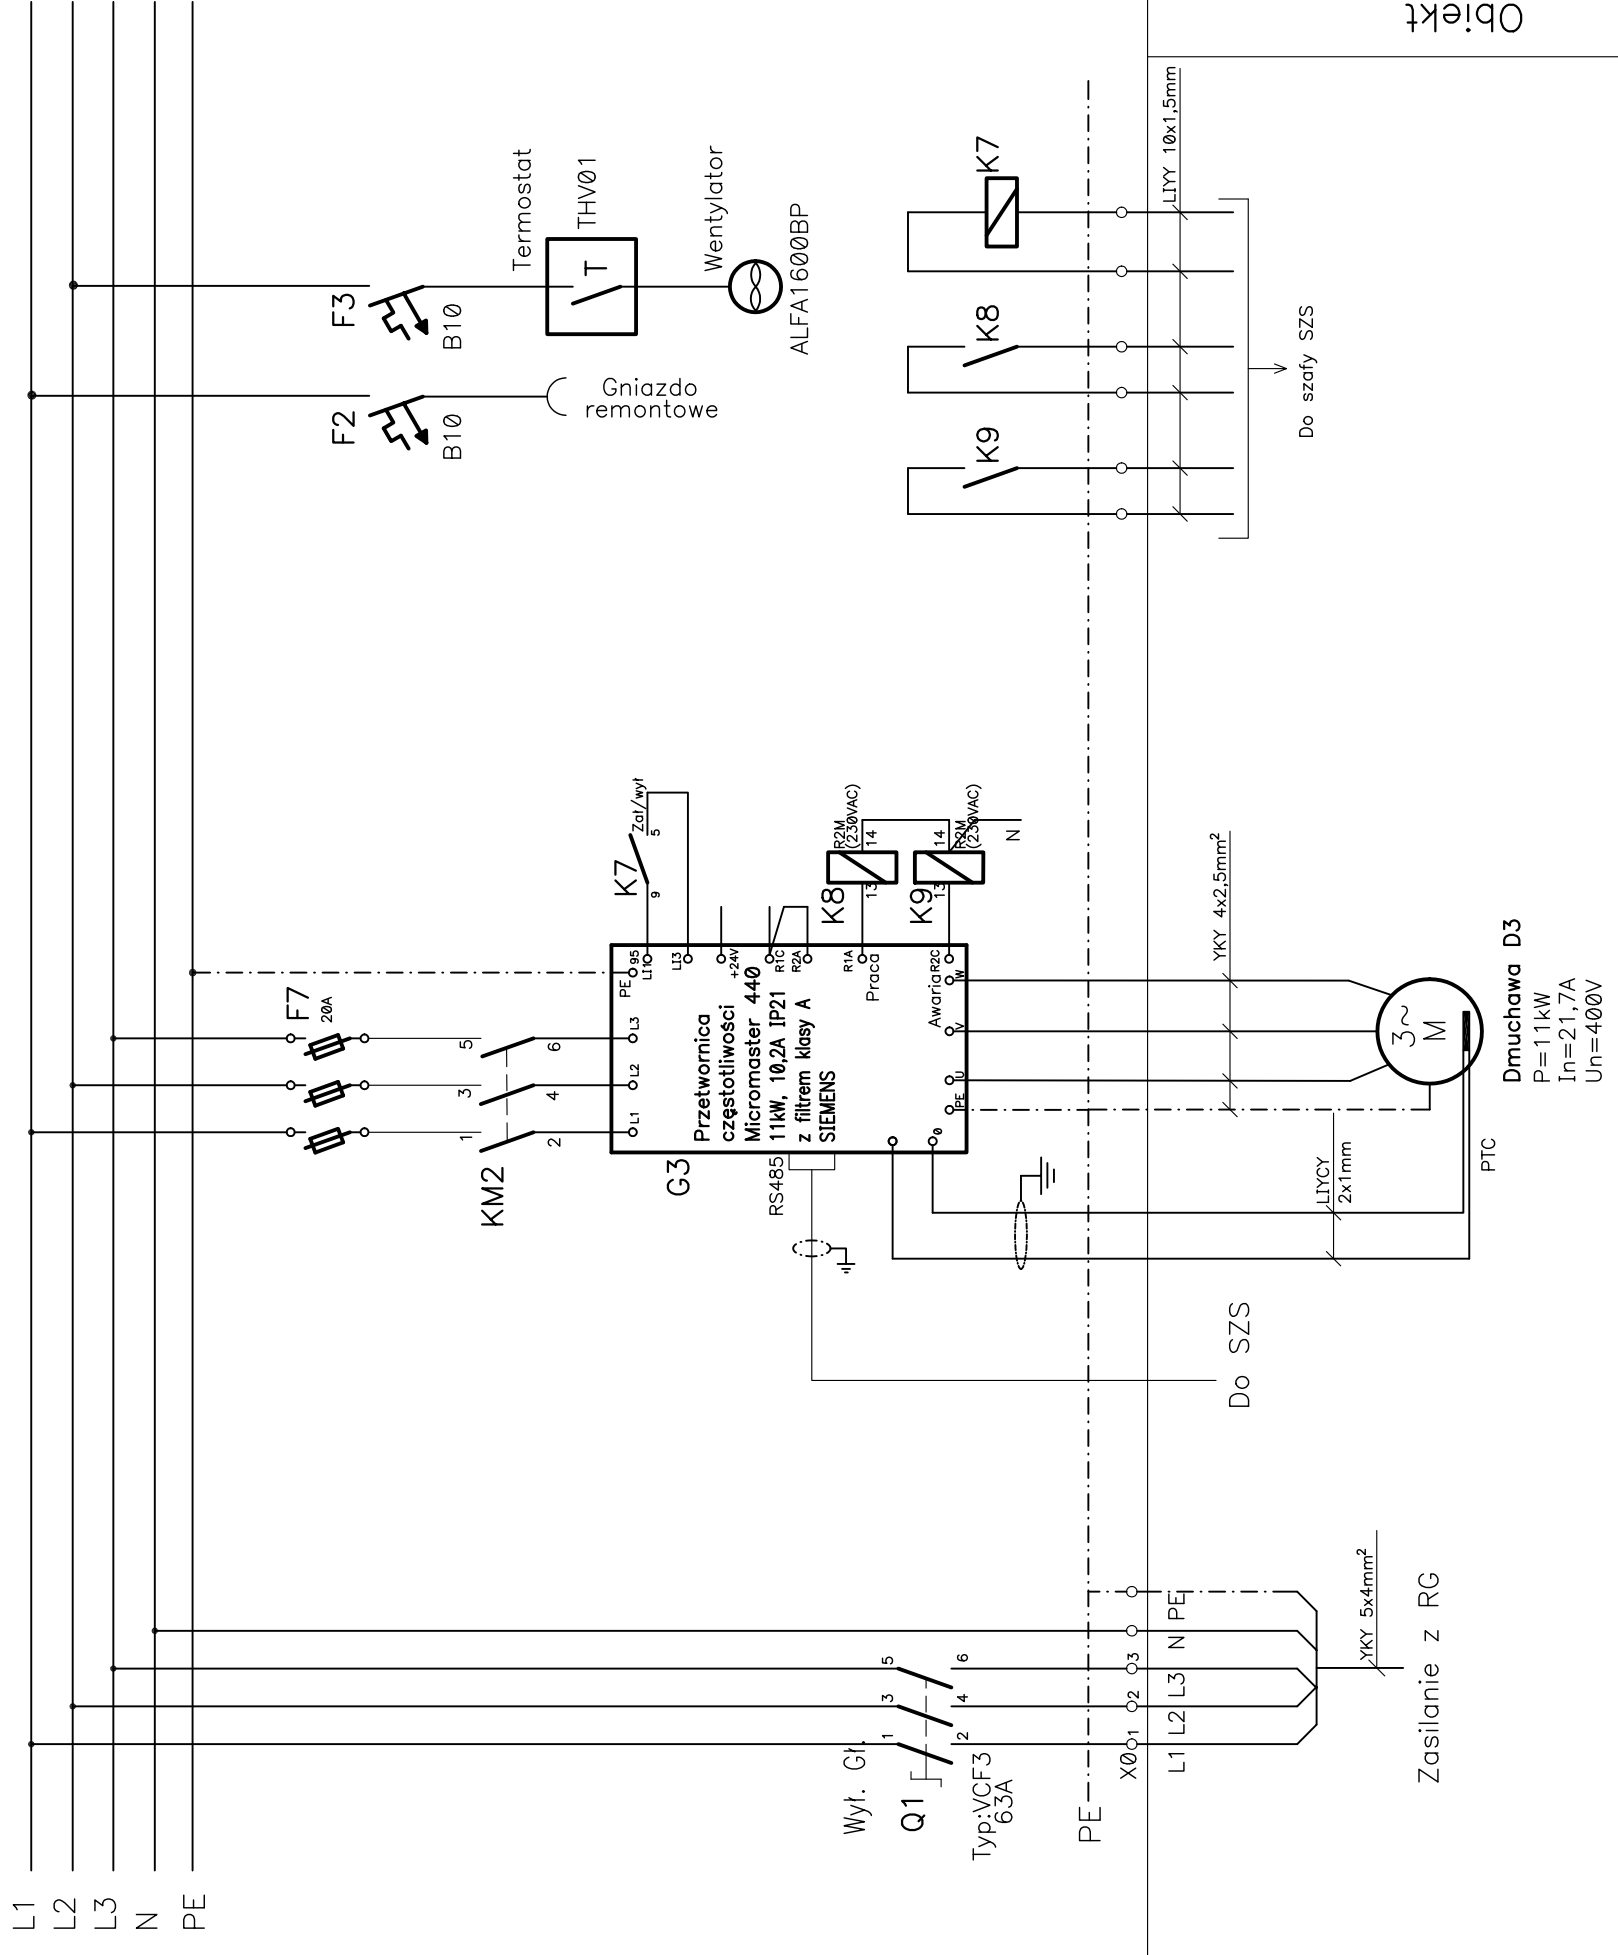 L1
L2
L3
N
PE
Wył. Gł.
Q1
Typ:VCF3
63A
1
3
5
2
4
6
PE
X0
1
2
3
L1
L2
L3
N
PE
YKY 5x4mm²
Zasilanie z RG
F7
20A
KM2
1
3
5
2
4
6
G3
L1
L2
L3
PE
95
LI1
LI3
+24V
R1C
R2A
R1A
Praca
R2C
Awaria
W
V
U
PE
0
Przetwornica
częstotliwości
Micromaster 440
11kW, 10,2A IP21
z filtrem klasy A
SIEMENS
RS485
Do SZS
K7
Zał/wył
9
5
K8
R2M
(230VAC)
13
14
K9
R2M
(230VAC)
13
14
N
YKY 4x2,5mm²
LIYCY
2x1mm
PTC
3~
M
Dmuchawa D3
P=11kW
In=21,7A
Un=400V
F2
B10
Gniazdo
remontowe
F3
B10
Termostat
THV01
T
Wentylator
ALFA1600BP
K9
K8
K7
LIYY 10x1,5mm
Do szafy SZS
Obiekt